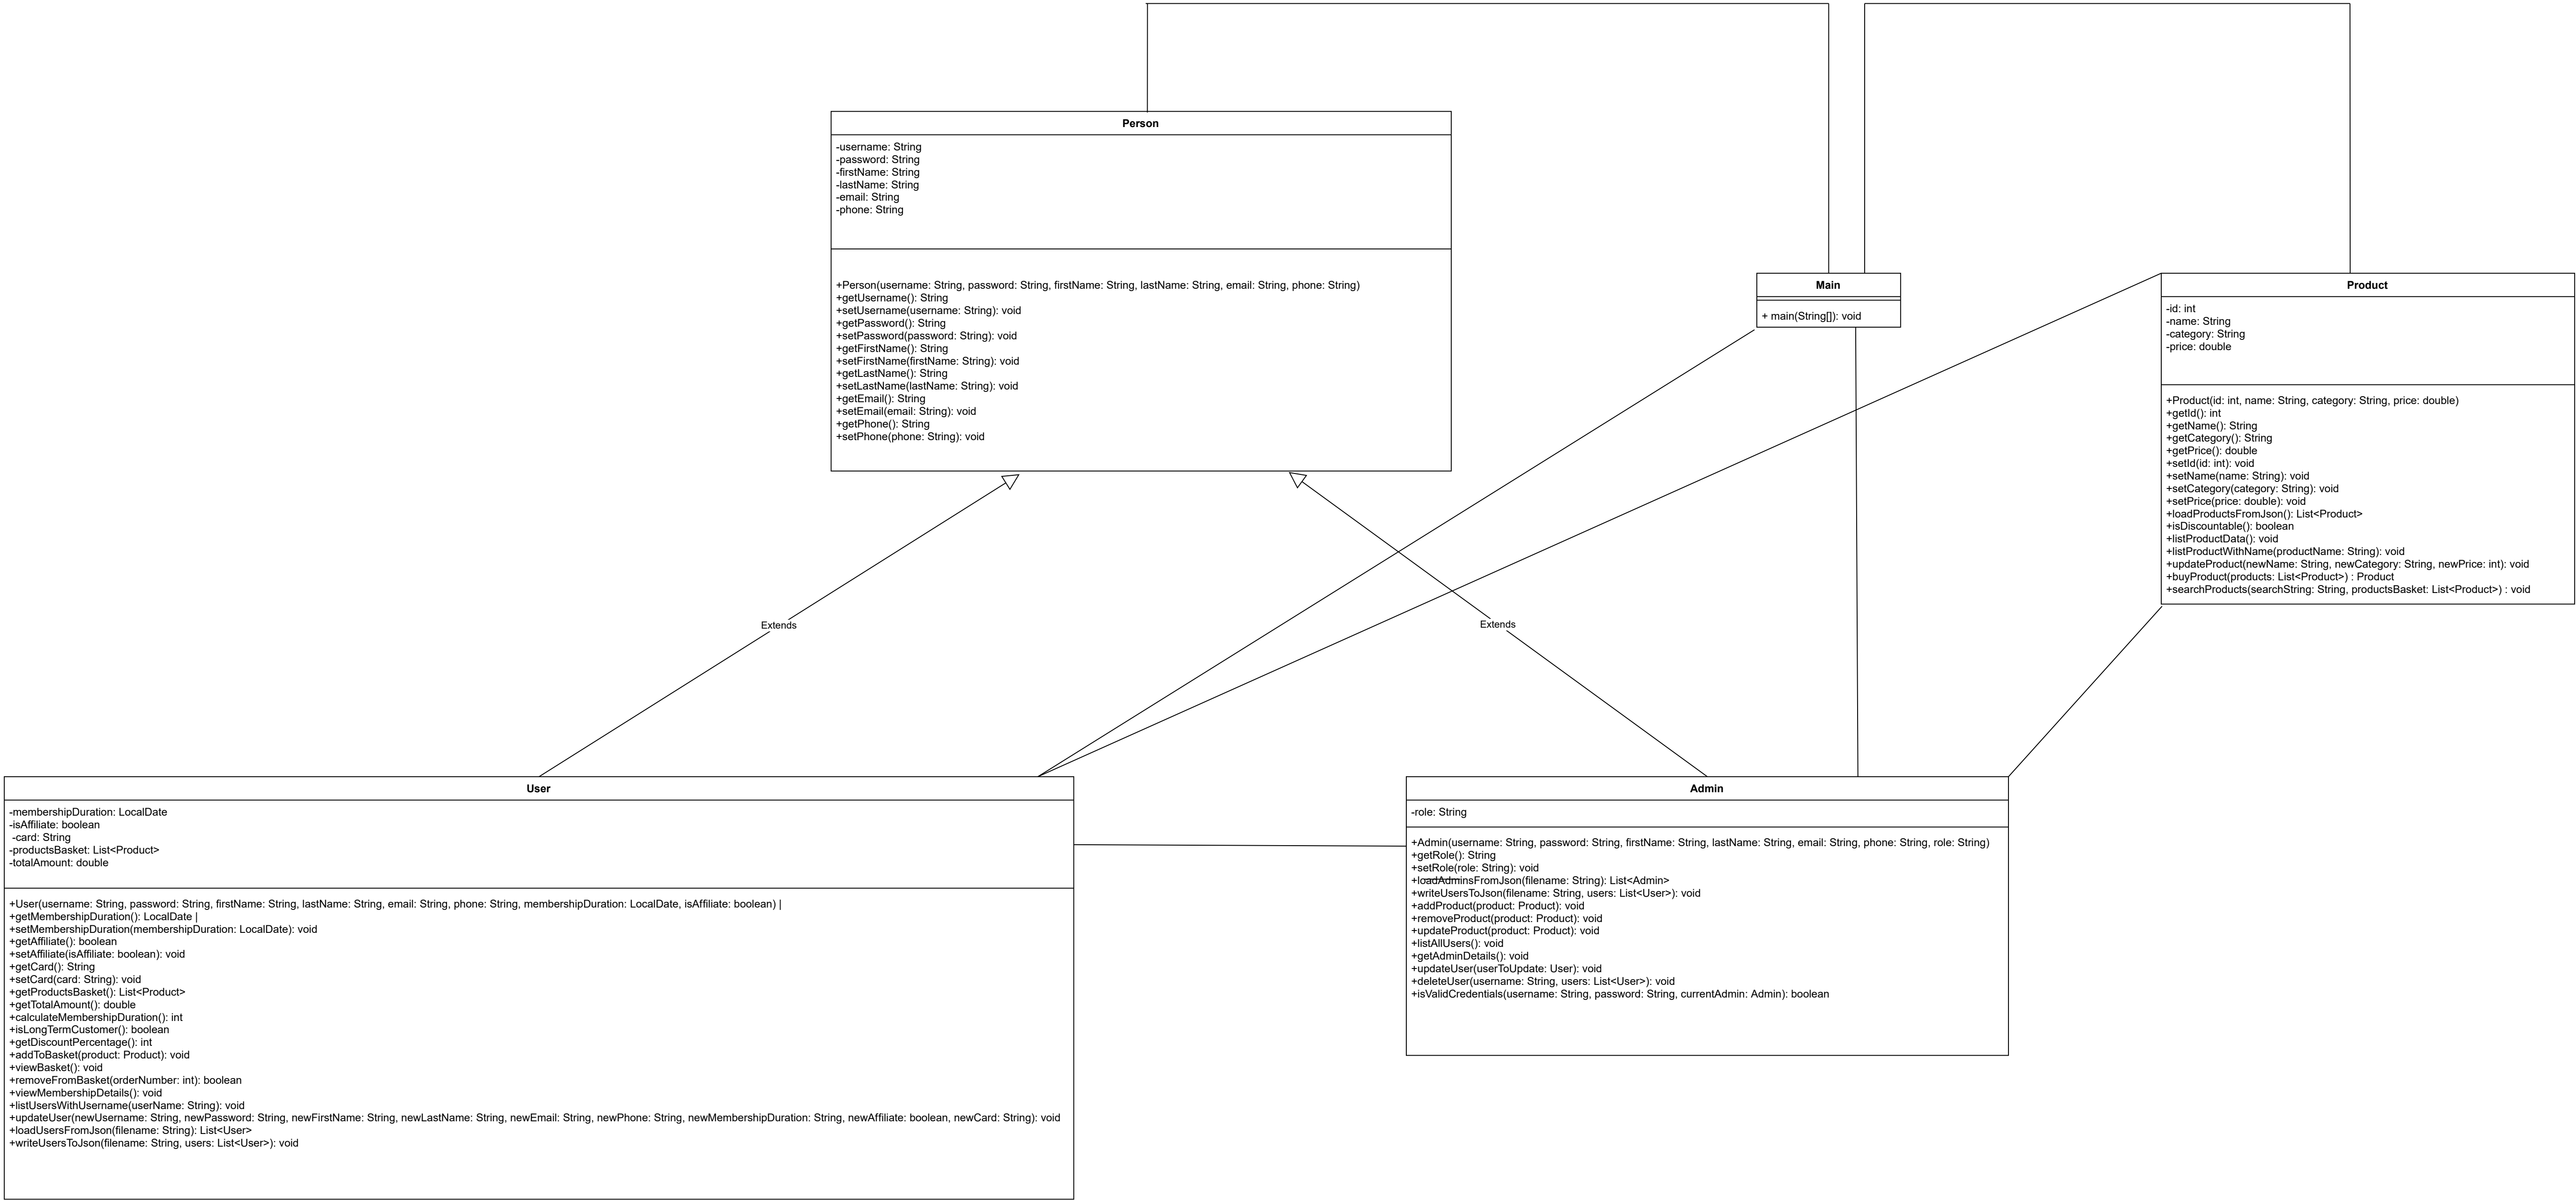 Person
-username: String
-password: String
-firstName: String
-lastName: String
-email: String
-phone: String
+Person(username: String, password: String, firstName: String, lastName: String, email: String, phone: String)
+getUsername(): String
+setUsername(username: String): void
+getPassword(): String
+setPassword(password: String): void
+getFirstName(): String
+setFirstName(firstName: String): void
+getLastName(): String
+setLastName(lastName: String): void
+getEmail(): String
+setEmail(email: String): void
+getPhone(): String
+setPhone(phone: String): void
Main
+ main(String[]): void
Product
-id: int
-name: String
-category: String
-price: double
+Product(id: int, name: String, category: String, price: double)
+getId(): int
+getName(): String
+getCategory(): String
+getPrice(): double
+setId(id: int): void
+setName(name: String): void
+setCategory(category: String): void
+setPrice(price: double): void
+loadProductsFromJson(): List<Product>
+isDiscountable(): boolean
+listProductData(): void
+listProductWithName(productName: String): void
+updateProduct(newName: String, newCategory: String, newPrice: int): void
+buyProduct(products: List<Product>) : Product
+searchProducts(searchString: String, productsBasket: List<Product>) : void
Extends
Extends
User
-membershipDuration: LocalDate
-isAffiliate: boolean
-card: String
-productsBasket: List<Product>
-totalAmount: double
+User(username: String, password: String, firstName: String, lastName: String, email: String, phone: String, membershipDuration: LocalDate, isAffiliate: boolean) |
+getMembershipDuration(): LocalDate |
+setMembershipDuration(membershipDuration: LocalDate): void
+getAffiliate(): boolean
+setAffiliate(isAffiliate: boolean): void
+getCard(): String
+setCard(card: String): void
+getProductsBasket(): List<Product>
+getTotalAmount(): double
+calculateMembershipDuration(): int
+isLongTermCustomer(): boolean
+getDiscountPercentage(): int
+addToBasket(product: Product): void
+viewBasket(): void
+removeFromBasket(orderNumber: int): boolean
+viewMembershipDetails(): void
+listUsersWithUsername(userName: String): void
+updateUser(newUsername: String, newPassword: String, newFirstName: String, newLastName: String, newEmail: String, newPhone: String, newMembershipDuration: String, newAffiliate: boolean, newCard: String): void
+loadUsersFromJson(filename: String): List<User>
+writeUsersToJson(filename: String, users: List<User>): void
Admin
-role: String
+Admin(username: String, password: String, firstName: String, lastName: String, email: String, phone: String, role: String)
+getRole(): String
+setRole(role: String): void
+loadAdminsFromJson(filename: String): List<Admin>
+writeUsersToJson(filename: String, users: List<User>): void
+addProduct(product: Product): void
+removeProduct(product: Product): void
+updateProduct(product: Product): void
+listAllUsers(): void
+getAdminDetails(): void
+updateUser(userToUpdate: User): void
+deleteUser(username: String, users: List<User>): void
+isValidCredentials(username: String, password: String, currentAdmin: Admin): boolean